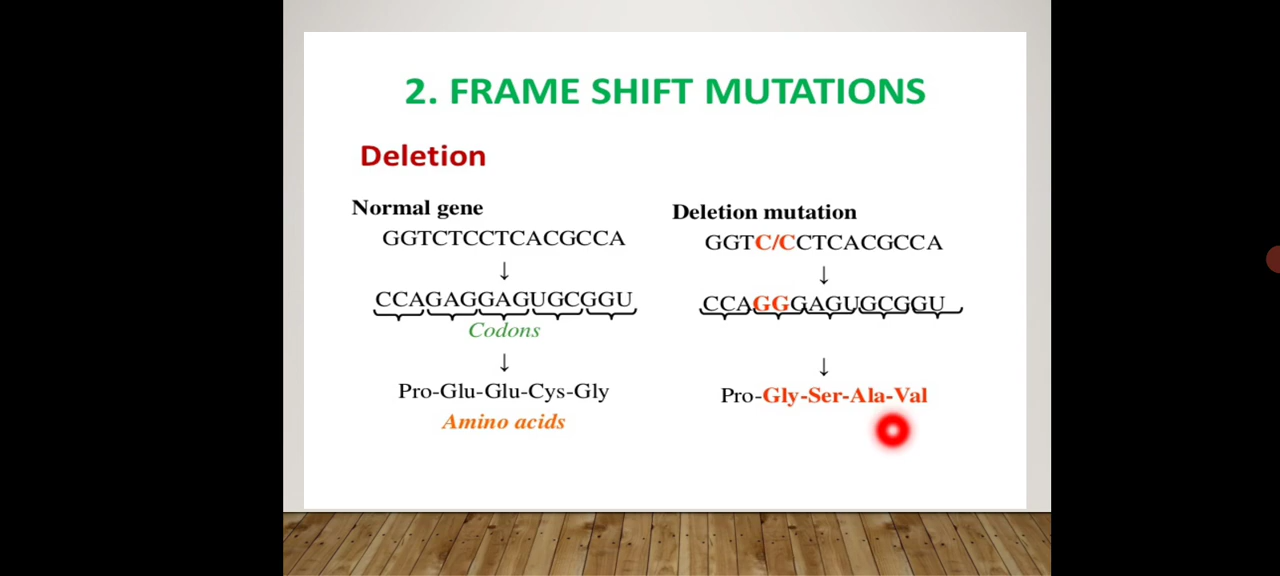 2. FRAME SHIFT MUTATIONS
Deletion
Normal gene
GGTCTCCTCACGCCA
↓
CCAGAGGAGUGCGGU
Codons
↓
Pro-Glu-Glu-Cys-Gly
Amino acids
Deletion mutation
GGTC/CCTCACGCCA
↓
CCAGGGAGUGCGGU
↓
Pro-Gly-Ser-Ala-Val